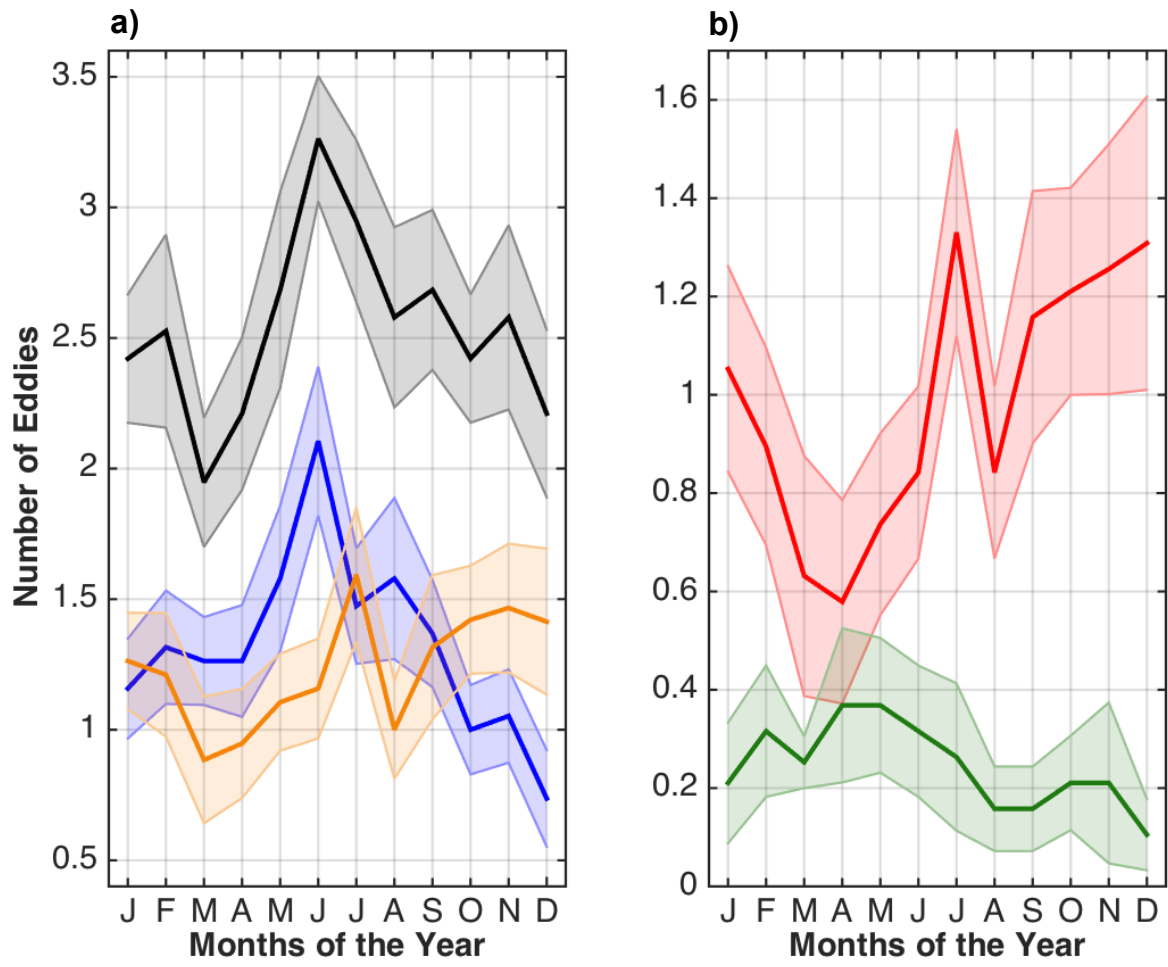 a)
3.5
3
2.5
2
1.5
1
0.5
J F M A M J J A S O N D
Months of the Year
Number of Eddies
b)
1.6
1.4
1.2
1
0.8
0.6
0.4
0.2
0
J F M A M J J A S O N D
Months of the Year